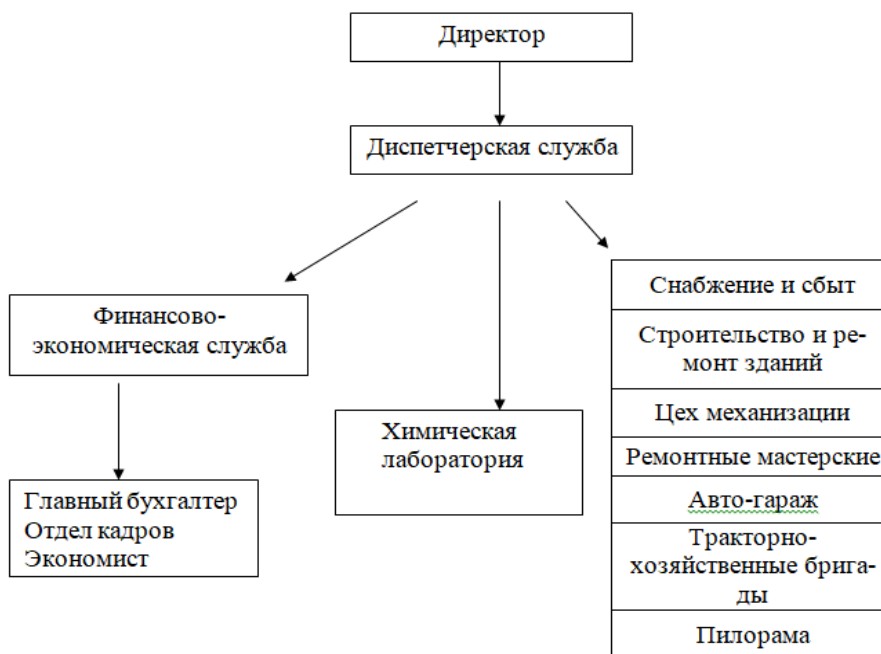 Директор
Диспетчерская служба
Финансово-
экономическая служба
Главный бухгалтер
Отдел кадров
Экономист
Химическая
лаборатория
Снабжение и сбыт
Строительство и ре-
монт зданий
Цех механизации
Ремонтные мастерские
Авто-гараж
Тракторно-
хозяйственные брига-
ды
Пилорама